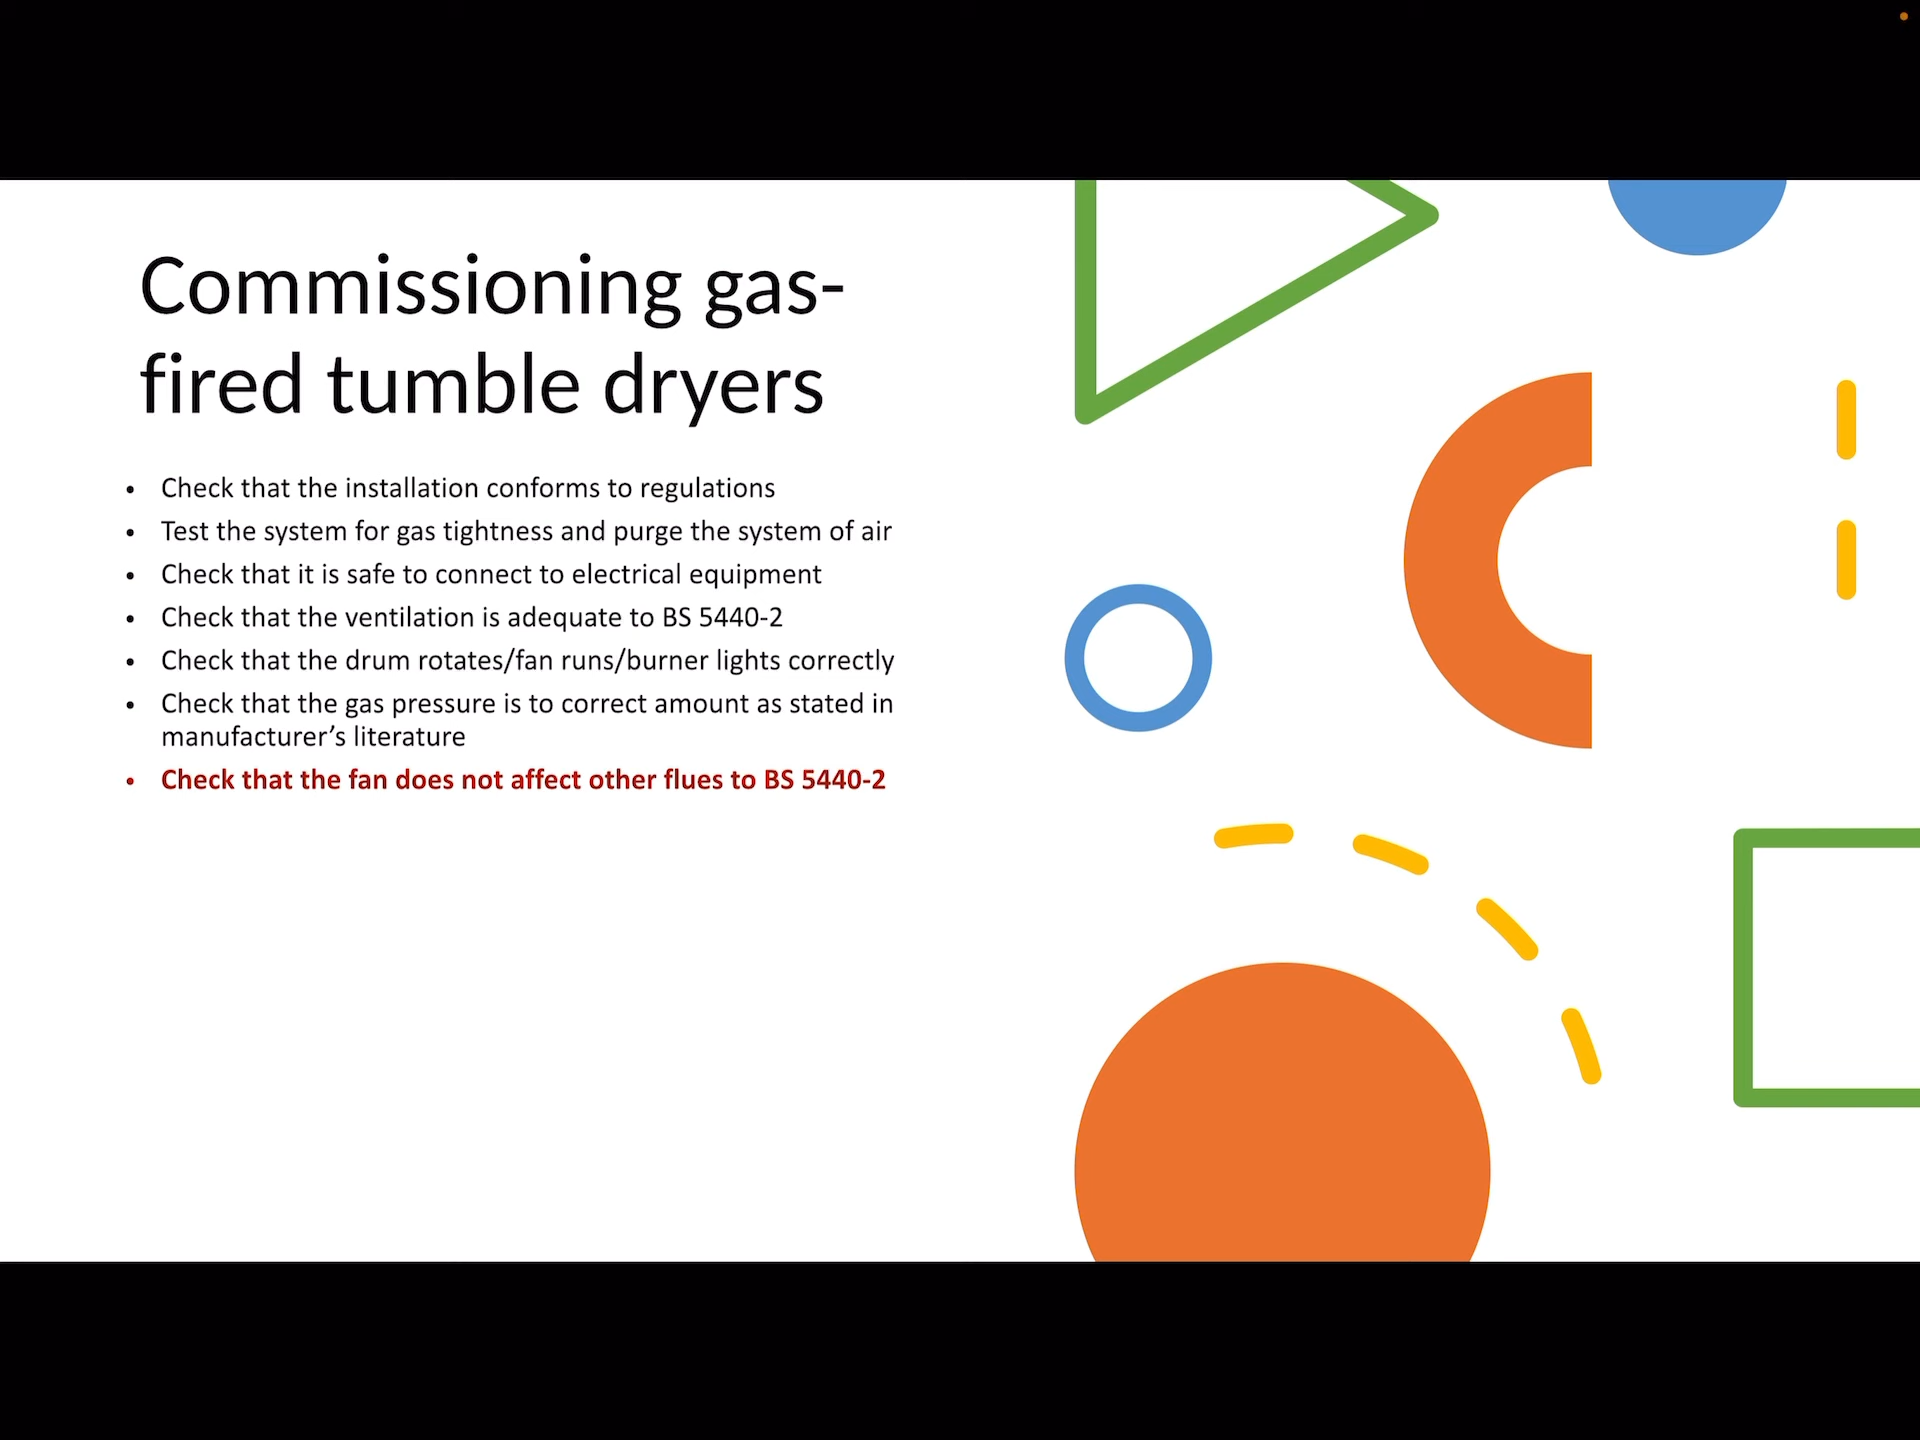 Commissioning gas-
fired tumble dryers
• Check that the installation conforms to regulations
• Test the system for gas tightness and purge the system of air
• Check that it is safe to connect to electrical equipment
• Check that the ventilation is adequate to BS 5440-2
• Check that the drum rotates/fan runs/burner lights correctly
• Check that the gas pressure is to correct amount as stated in
manufacturer’s literature
• Check that the fan does not affect other flues to BS 5440-2